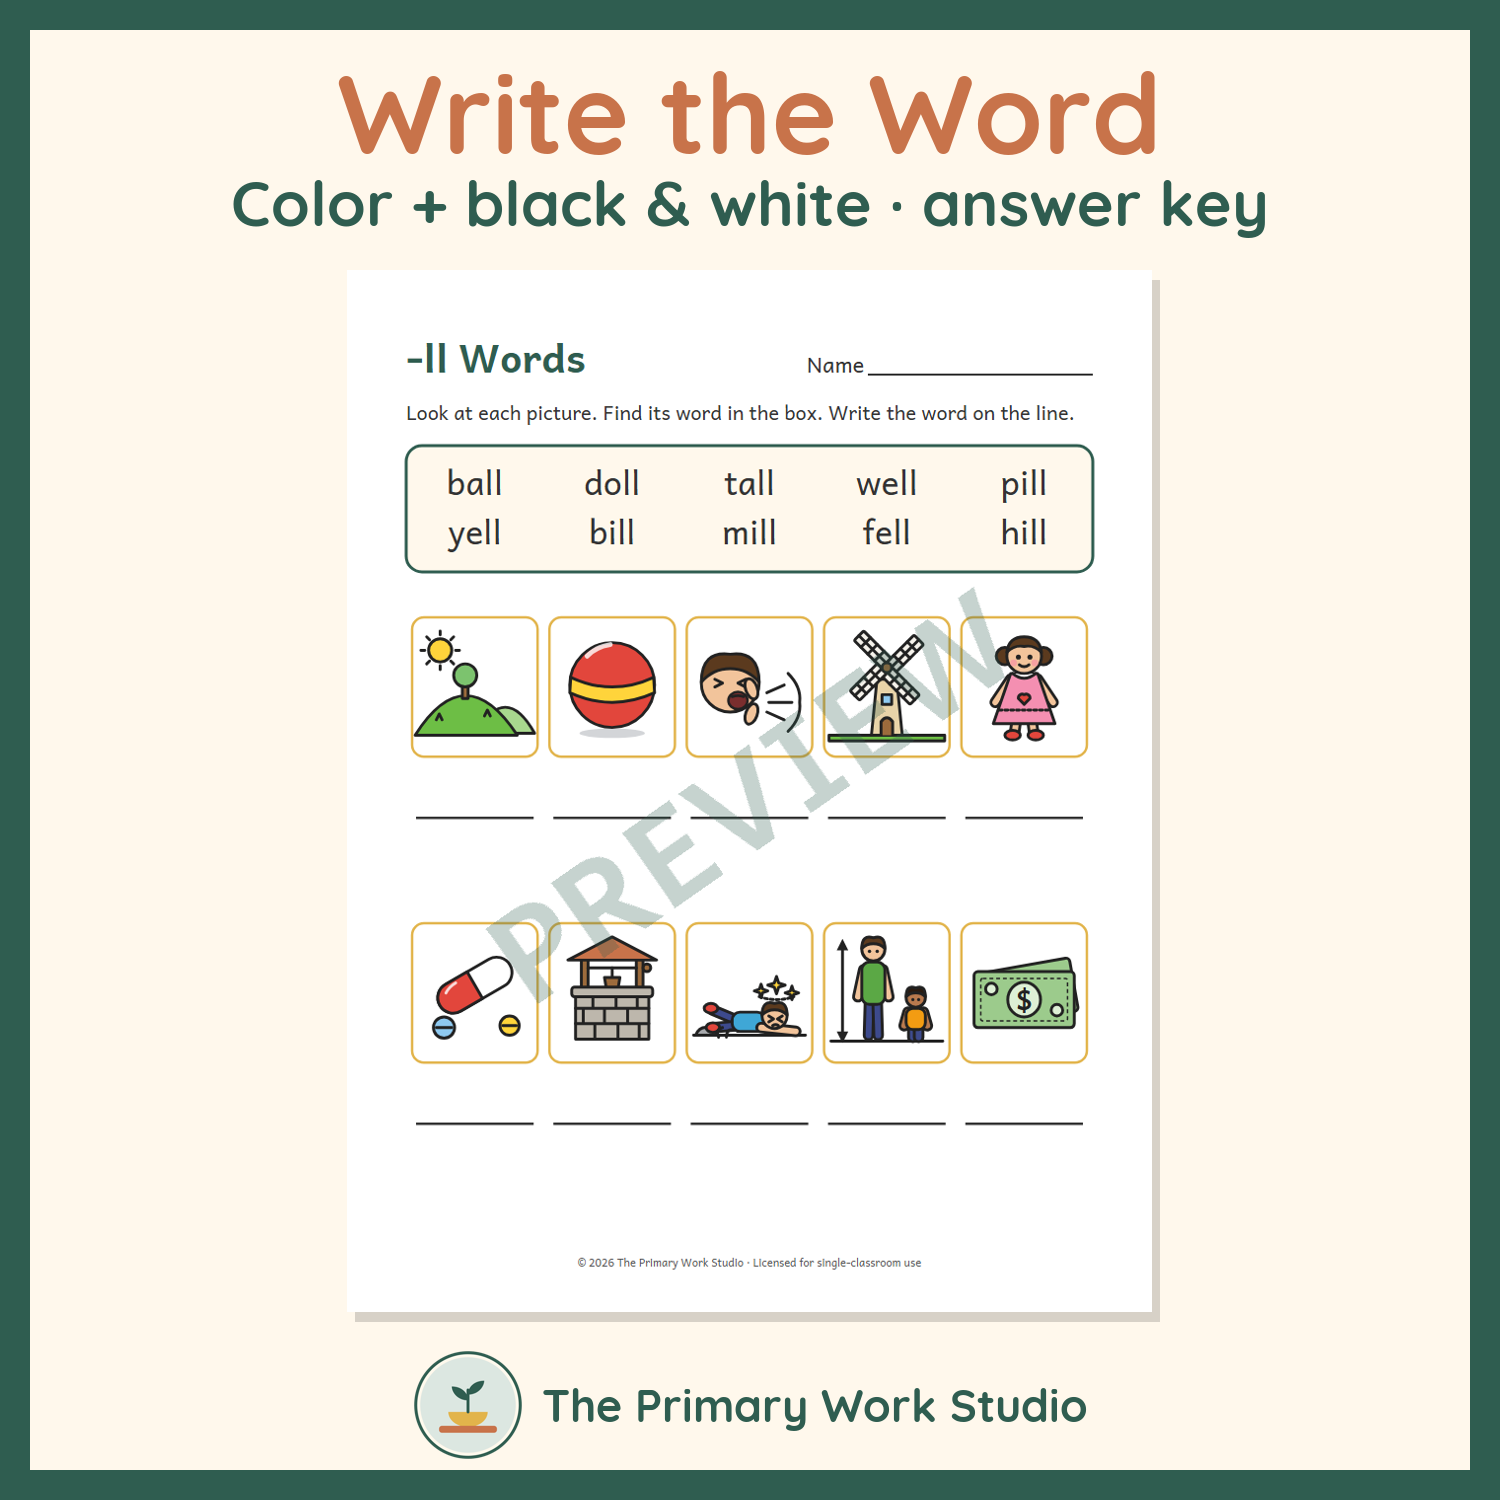 Write the Word
Color + black & white · answer key
-ll Words
Name
Look at each picture. Find its word in the box. Write the word on the line.
ball doll tall well pill
yell bill mill fell hill
PREVIEW
$
© 2026 The Primary Work Studio · Licensed for single-classroom use
The Primary Work Studio